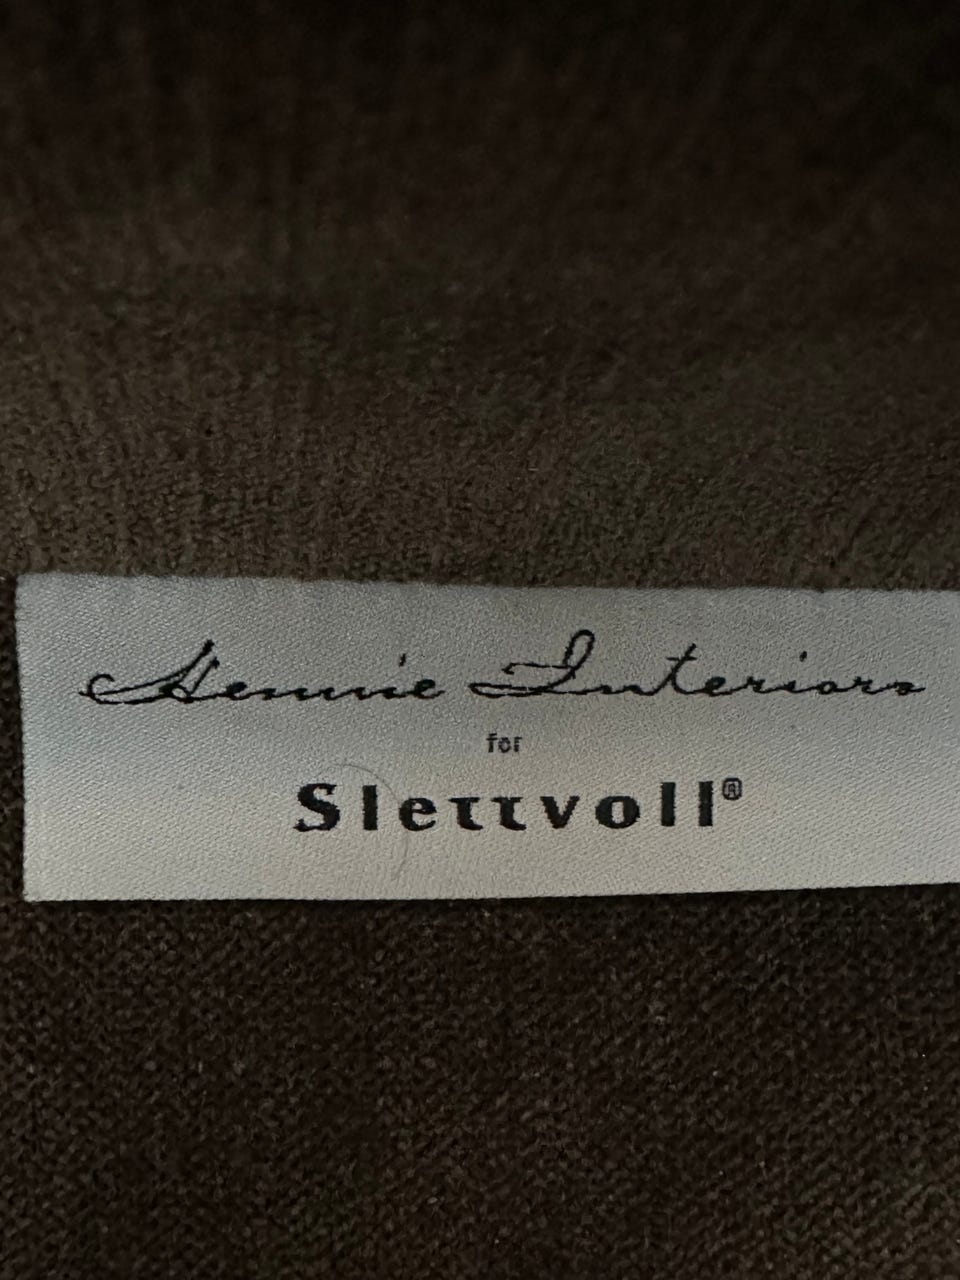 Hennie Interiors
for
Slettvoll®